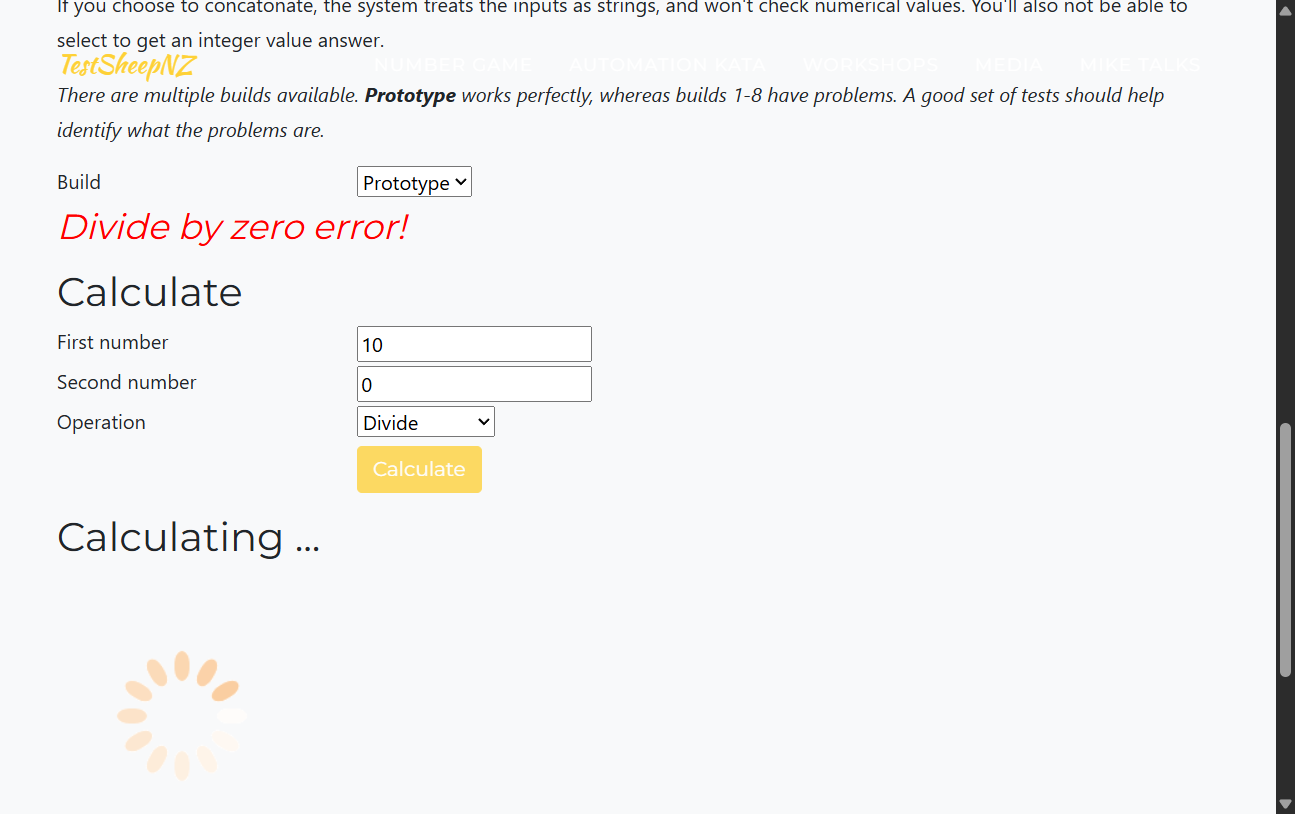 If you choose to concatonate, the system treats the inputs as strings, and won't check numerical values. You'll also not be able to
select to get an integer value answer.
TestSheepNZ NUMBER GAME AUTOMATION KATA WORKSHOPS MEDIA MIKE TALKS
There are multiple builds available. Prototype works perfectly, whereas builds 1-8 have problems. A good set of tests should help
identify what the problems are.
Build Prototype
Divide by zero error!
Calculate
First number 10
Second number 0
Operation Divide
Calculate
Calculating ...